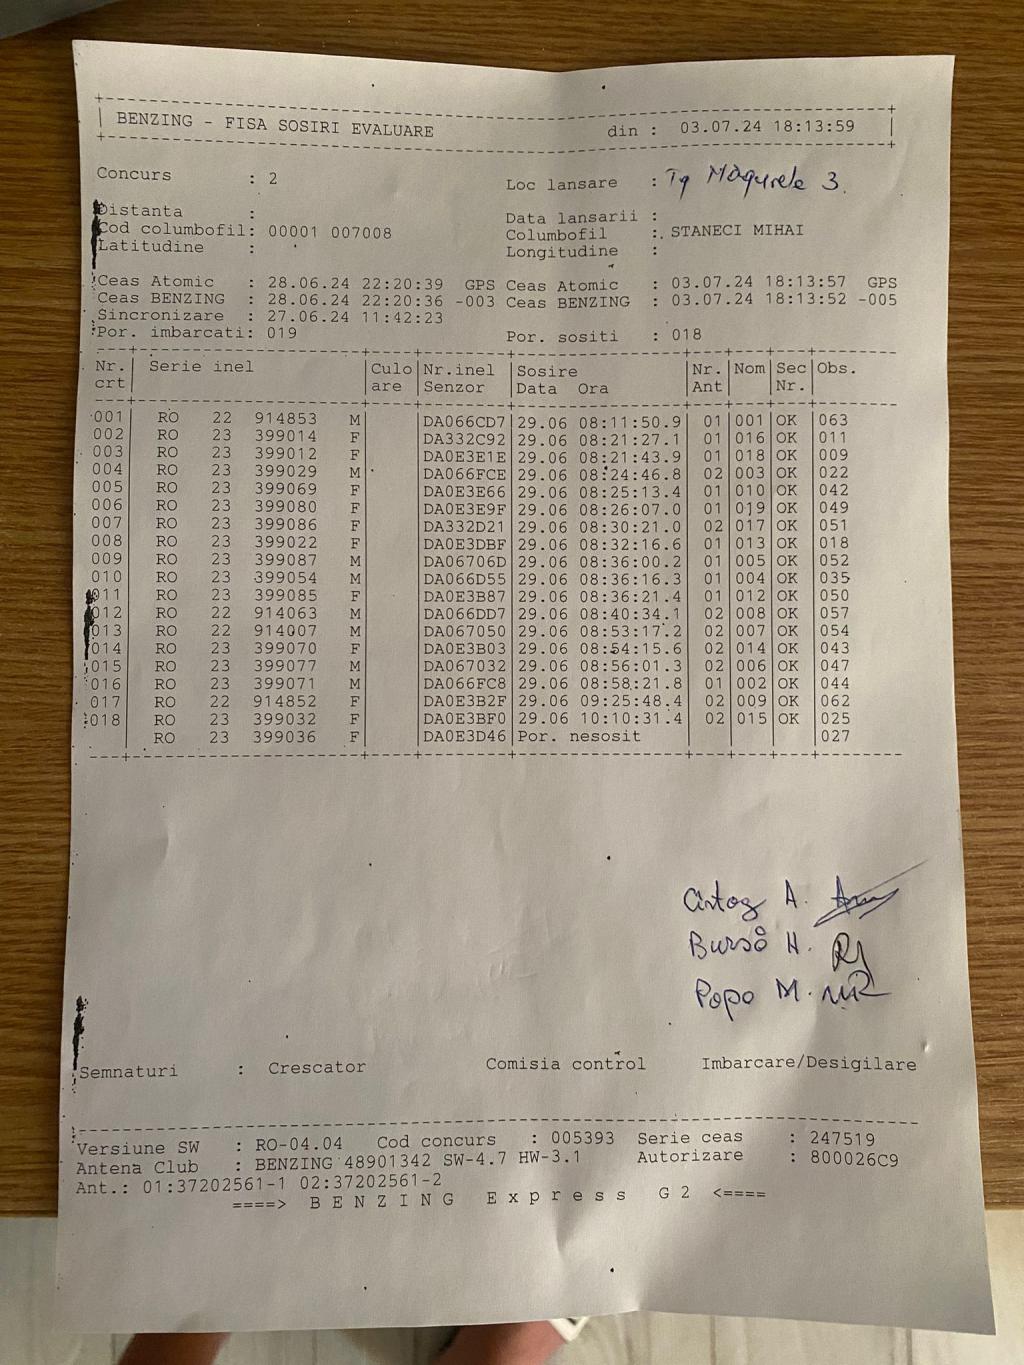 BENZING - FISA SOSIRI EVALUARE din : 03.07.24 18:13:59
Concurs : 2 Loc lansare : Tg Măgurele 3.
Distanta : Data lansarii :
Cod columbofil: 00001 007008 Columbofil : STANECI MIHAI
Latitudine : Longitudine :
Ceas Atomic : 28.06.24 22:20:39 GPS Ceas Atomic : 03.07.24 18:13:57 GPS
Ceas BENZING : 28.06.24 22:20:36 -003 Ceas BENZING : 03.07.24 18:13:52 -005
Sincronizare : 27.06.24 11:42:23
Por. imbarcati: 019 Por. sositi : 018
Nr. Serie inel Culo Nr.inel Sosire Nr. Nom Sec Obs.
crt are Senzor Data Ora Ant Nr.
001 RO 22 914853 M DA066CD7 29.06 08:11:50.9 01 001 OK 063
002 RO 23 399014 F DA332C92 29.06 08:21:27.1 01 016 OK 011
003 RO 23 399012 F DA0E3E1E 29.06 08:21:43.9 01 018 OK 009
004 RO 23 399029 M DA066FCE 29.06 08:24:46.8 02 003 OK 022
005 RO 23 399069 F DA0E3E66 29.06 08:25:13.4 01 010 OK 042
006 RO 23 399080 F DA0E3E9F 29.06 08:26:07.0 01 019 OK 049
007 RO 23 399086 F DA332D21 29.06 08:30:21.0 02 017 OK 051
008 RO 23 399022 F DA0E3DBF 29.06 08:32:16.6 01 013 OK 018
009 RO 23 399087 M DA06706D 29.06 08:36:00.2 01 005 OK 052
010 RO 23 399054 M DA066D55 29.06 08:36:16.3 01 004 OK 035
011 RO 23 399085 F DA0E3B87 29.06 08:36:21.4 01 012 OK 050
012 RO 22 914063 M DA066DD7 29.06 08:40:34.1 02 008 OK 057
013 RO 22 914007 M DA067050 29.06 08:53:17.2 02 007 OK 054
014 RO 23 399070 F DA0E3B03 29.06 08:54:15.6 02 014 OK 043
015 RO 23 399077 M DA067032 29.06 08:56:01.3 02 006 OK 047
016 RO 23 399071 M DA066FC8 29.06 08:58:21.8 01 002 OK 044
017 RO 22 914852 F DA0E3B2F 29.06 09:25:48.4 02 009 OK 062
018 RO 23 399032 F DA0E3BF0 29.06 10:10:31.4 02 015 OK 025
RO 23 399036 F DA0E3D46 Por. nesosit 027
A.
Bursă H.
Popa M.
Semnaturi : Crescator Comisia control Imbarcare/Desigilare
Versiune SW : RO-04.04 Cod concurs : 005393 Serie ceas : 247519
Antena Club : BENZING 48901342 SW-4.7 HW-3.1 Autorizare : 800026C9
Ant.: 01:37202561-1 02:37202561-2
====> B E N Z I N G E x p r e s s G 2 <====